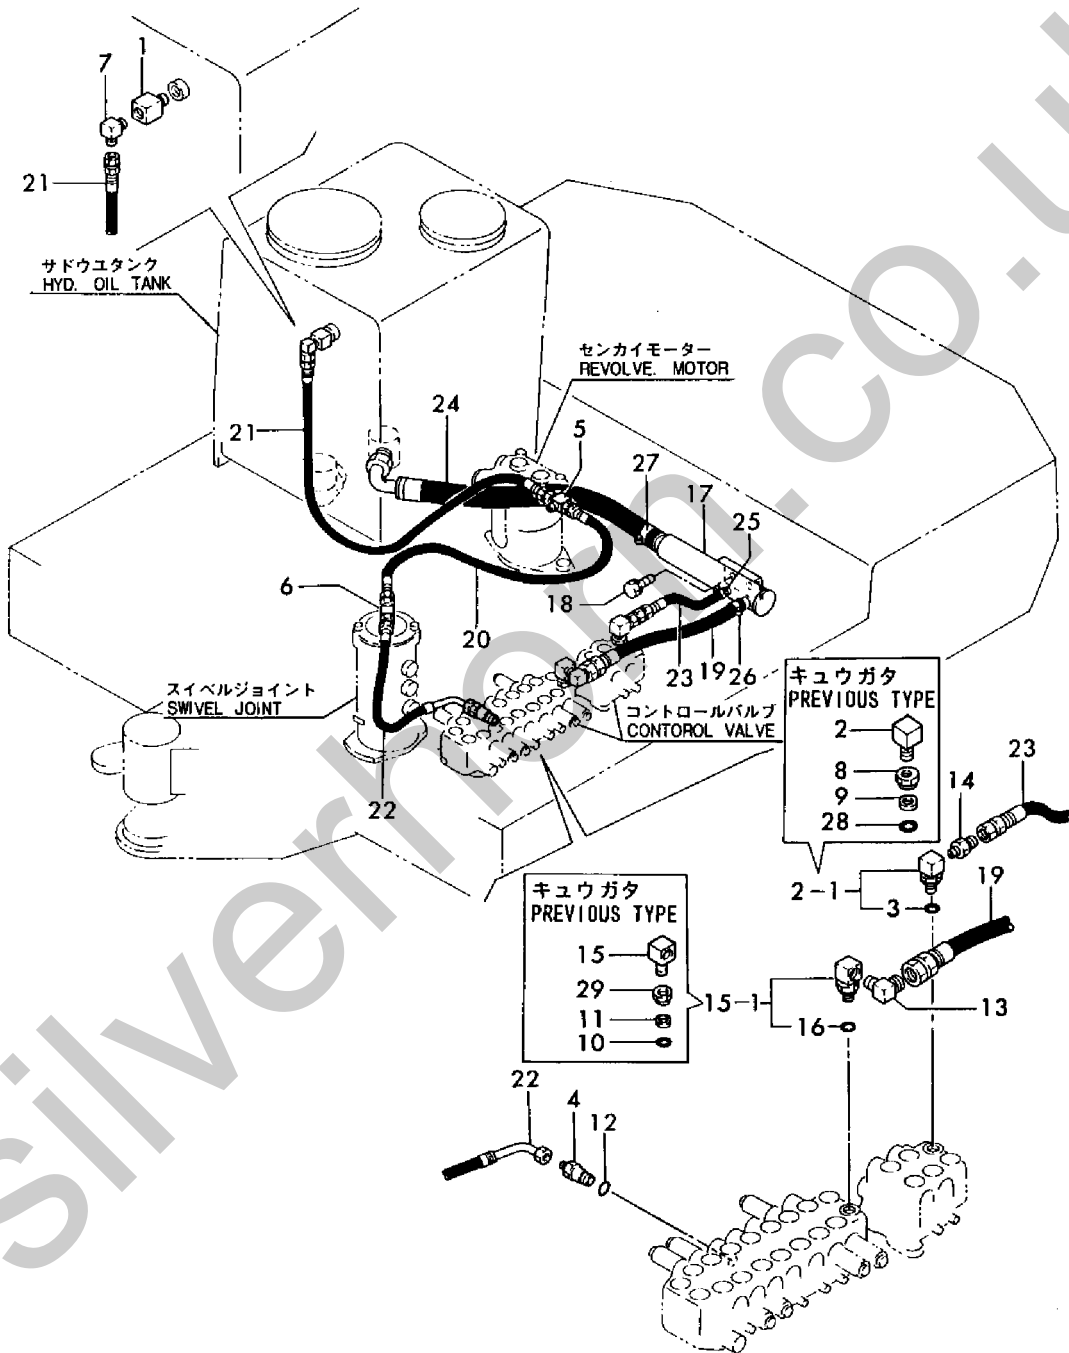 1
7
21
サドウユタンク
HYD. OIL TANK
センカイモーター
REVOLVE. MOTOR
24
21
5
27
17
25
6
18
20
23
19
26
スイベルジョイント
SWIVEL JOINT
コントロールバルブ
CONTOROL VALVE
22
キュウガタ
PREVIOUS TYPE
2
8
9
28
14
23
2-1
3
19
キュウガタ
PREVIOUS TYPE
15
29
11
10
15-1
16
13
22
4
12
silverhorn.co.u